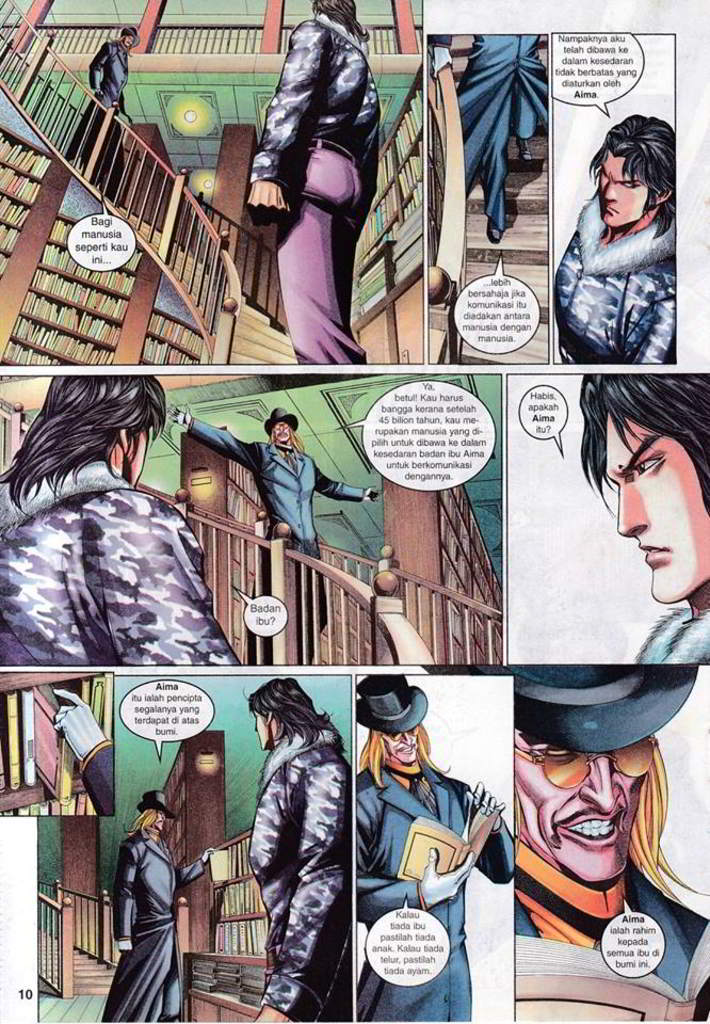 Bagi
manusia
seperti kau
ini...
...lebih
bersahaja jika
komunikasi itu
diadakan antara
manusia dengan
manusia.
Nampaknya aku
telah dibawa ke
dalam kesedaran
tidak berbatas yang
diaturkan oleh
Aima.
Ya,
betul! Kau harus
bangga kerana setelah
45 bilion tahun, kau me-
rupakan manusia yang di-
pilih untuk dibawa ke dalam
kesedaran badan ibu Aima
untuk berkomunikasi
dengannya.
Badan
ibu?
Habis,
apakah
Aima
itu?
Aima
itu ialah pencipta
segalanya yang
terdapat di atas
bumi.
Kalau
tiada ibu
pastilah tiada
anak. Kalau tiada
telur, pastilah
tiada ayam.
Aima
ialah rahim
kepada
semua ibu di
bumi ini.
10